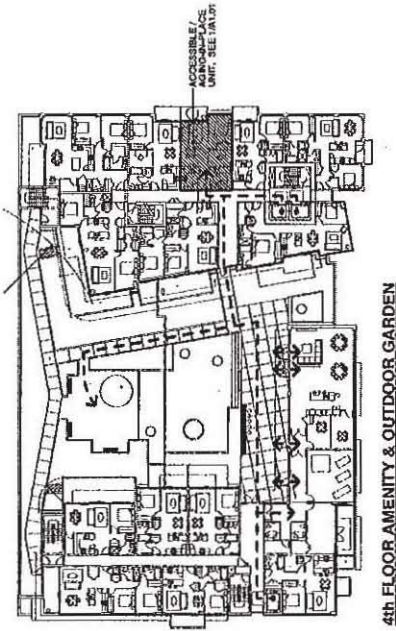 ACCESSIBLE /
AGING-IN-PLACE
UNIT, SEE 1/A1.01
4th FLOOR AMENITY & OUTDOOR GARDEN